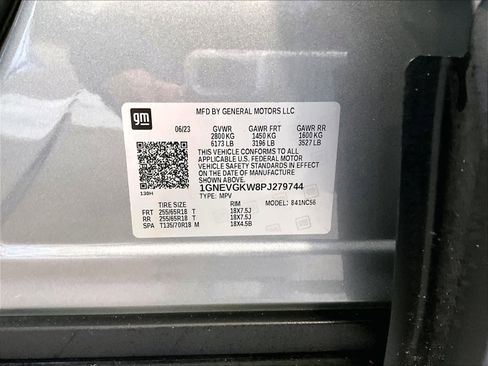 gm
MFD BY GENERAL MOTORS LLC
06/23 GVWR GAWR FRT GAWR RR
2800 KG 1450 KG 1600 KG
6173 LB 3196 LB 3527 LB
THIS VEHICLE CONFORMS TO ALL
APPLICABLE U.S. FEDERAL MOTOR
VEHICLE SAFETY STANDARDS IN EFFECT
ON THE DATE OF MANUFACTURE SHOWN ABOVE.
1GNEVGKW8PJ279744
139H TYPE: MPV
TIRE SIZE RIM MODEL: 841NC56
FRT 255/65R18 T 18X7.5J
RR 255/65R18 T 18X7.5J
SPA T135/70R18 M 18X4.5B